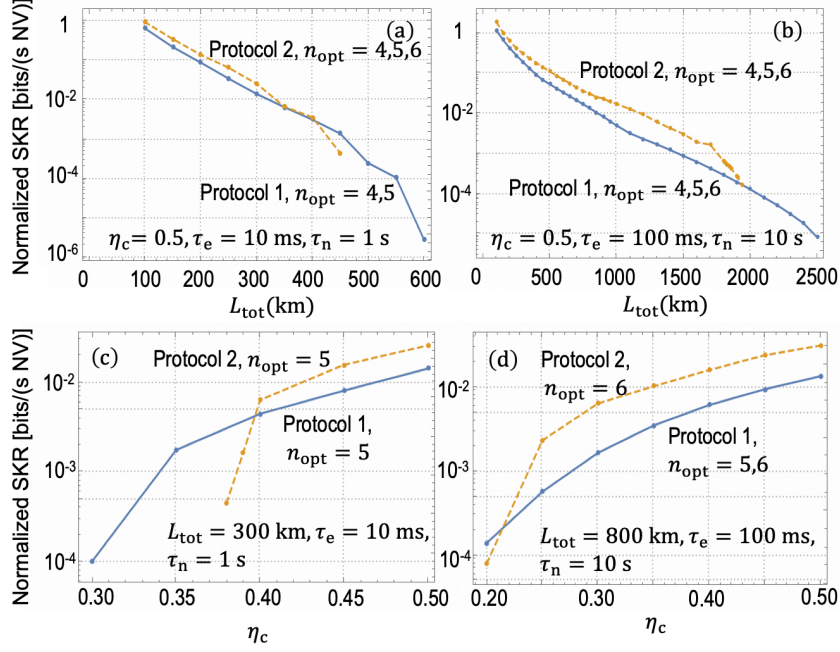 Normalized SKR [bits/(s NV)]
1
10⁻²
10⁻⁴
10⁻⁶
(a)
Protocol 2, n_opt = 4,5,6
Protocol 1, n_opt = 4,5
η_c = 0.5, τ_e = 10 ms, τ_n = 1 s
0 100 200 300 400 500 600
L_tot(km)
1
10⁻²
10⁻⁴
(b)
Protocol 2, n_opt = 4,5,6
Protocol 1, n_opt = 4,5,6
η_c = 0.5, τ_e = 100 ms, τ_n = 10 s
0 500 1000 1500 2000 2500
L_tot(km)
Normalized SKR [bits/(s NV)]
10⁻²
10⁻³
10⁻⁴
(c)
Protocol 2, n_opt = 5
Protocol 1,
n_opt = 5
L_tot = 300 km, τ_e = 10 ms,
τ_n = 1 s
0.30 0.35 0.40 0.45 0.50
η_c
10⁻²
10⁻³
10⁻⁴
(d)
Protocol 2,
n_opt = 6
Protocol 1,
n_opt = 5,6
L_tot = 800 km, τ_e = 100 ms,
τ_n = 10 s
0.20 0.30 0.40 0.50
η_c